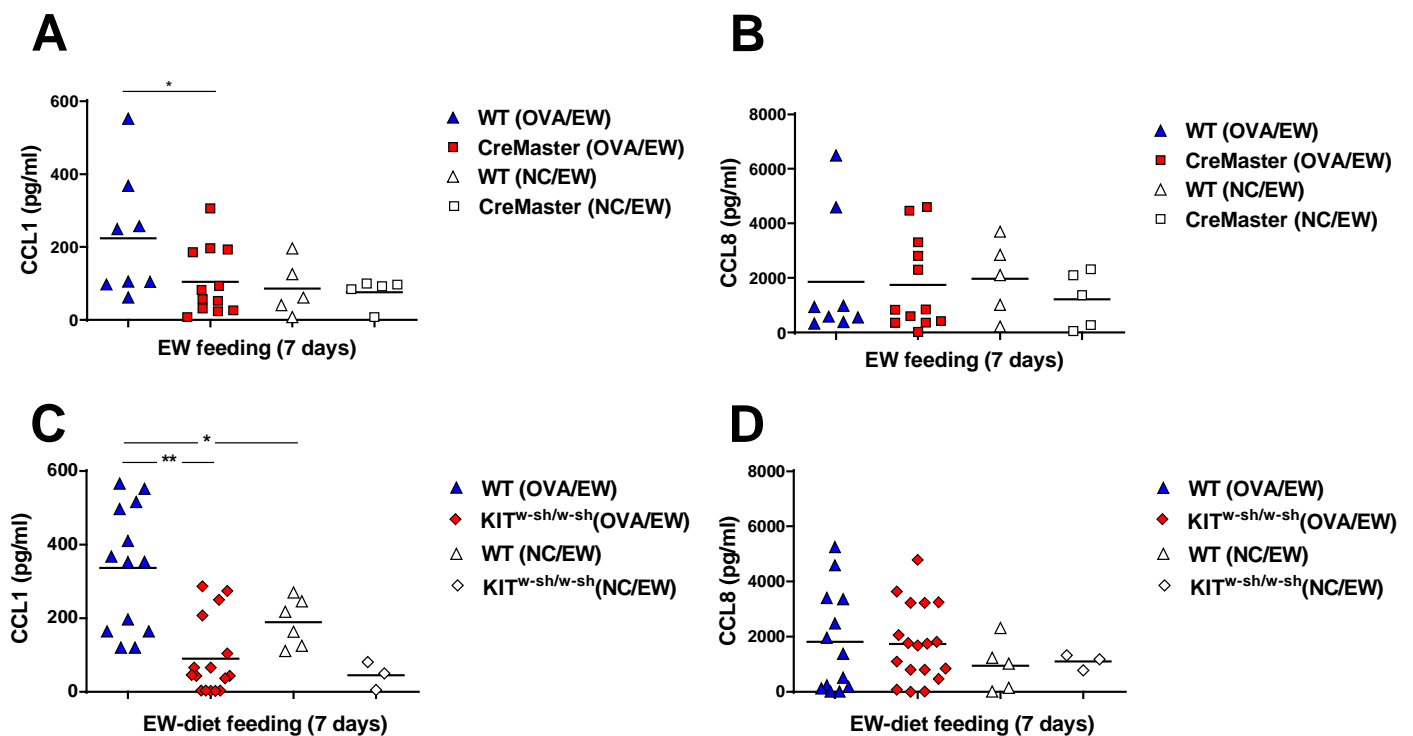 A
*
CCL1 (pg/ml)
600
400
200
0
EW feeding (7 days)
WT (OVA/EW)
CreMaster (OVA/EW)
WT (NC/EW)
CreMaster (NC/EW)
B
CCL8 (pg/ml)
8000
6000
4000
2000
0
EW feeding (7 days)
WT (OVA/EW)
CreMaster (OVA/EW)
WT (NC/EW)
CreMaster (NC/EW)
C
*
**
CCL1 (pg/ml)
600
400
200
0
EW-diet feeding (7 days)
WT (OVA/EW)
KITw-sh/w-sh(OVA/EW)
WT (NC/EW)
KITw-sh/w-sh(NC/EW)
D
CCL8 (pg/ml)
8000
6000
4000
2000
0
EW-diet feeding (7 days)
WT (OVA/EW)
KITw-sh/w-sh(OVA/EW)
WT (NC/EW)
KITw-sh/w-sh(NC/EW)